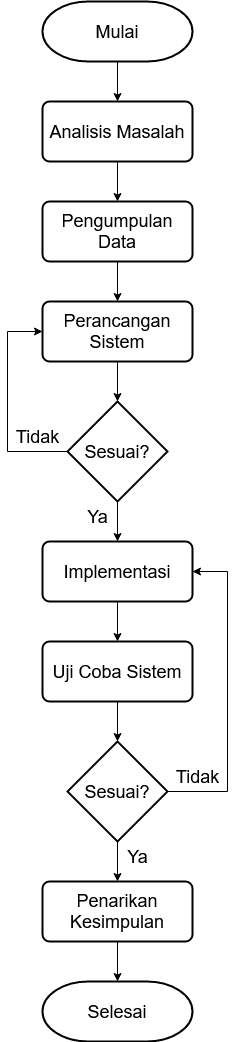 Mulai
Analisis Masalah
Pengumpulan
Data
Perancangan
Sistem
Tidak
Sesuai?
Ya
Implementasi
Uji Coba Sistem
Sesuai?
Tidak
Ya
Penarikan
Kesimpulan
Selesai